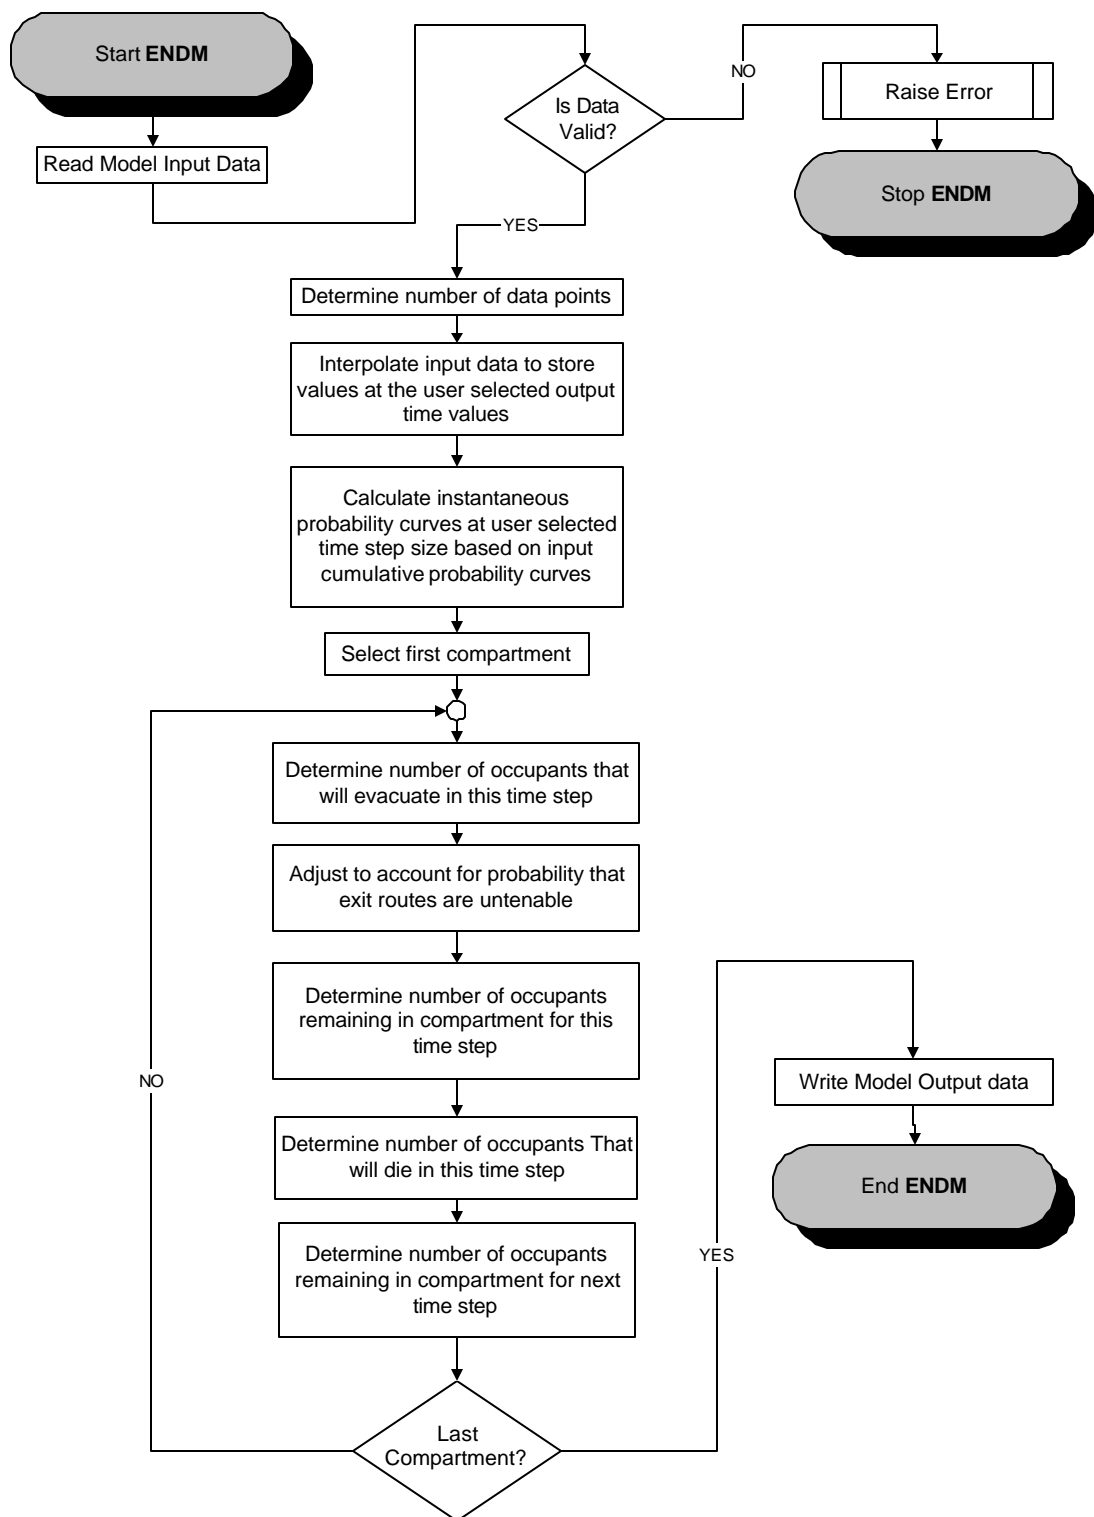 Start ENDM
Read Model Input Data
Is Data
Valid?
NO
Raise Error
Stop ENDM
YES
Determine number of data points
Interpolate input data to store
values at the user selected output
time values
Calculate instantaneous
probability curves at user selected
time step size based on input
cumulative probability curves
Select first compartment
Determine number of occupants that
will evacuate in this time step
Adjust to account for probability that
exit routes are untenable
Determine number of occupants
remaining in compartment for this
time step
Determine number of occupants That
will die in this time step
Determine number of occupants
remaining in compartment for next
time step
Last
Compartment?
NO
YES
Write Model Output data
End ENDM